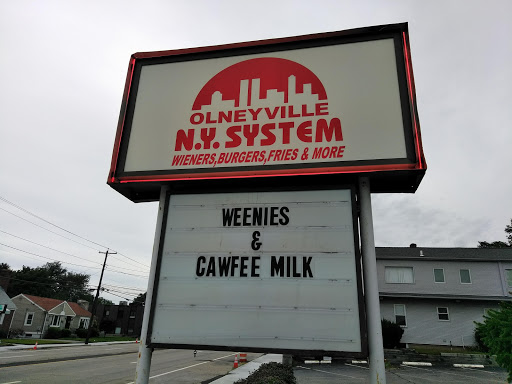 OLNEYVILLE
N.Y. SYSTEM
WIENERS, BURGERS, FRIES & MORE
WEENIES
&
CAWFEE MILK